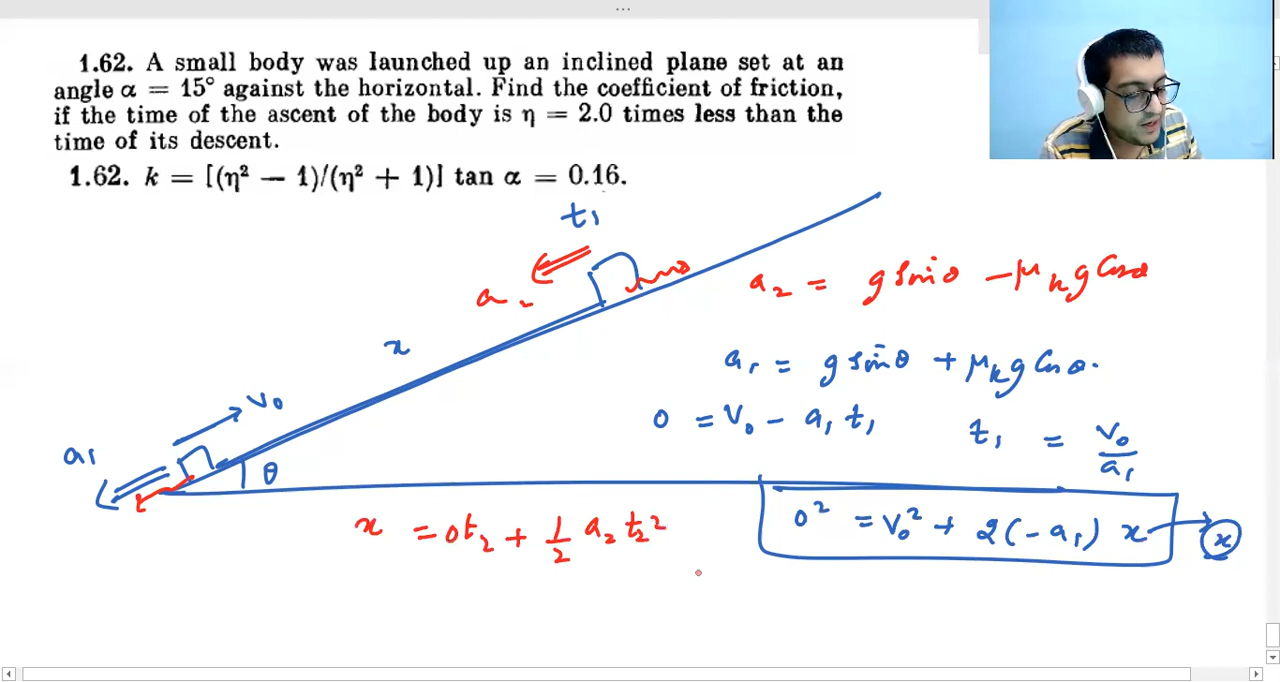 1.62. A small body was launched up an inclined plane set at an
angle α = 15° against the horizontal. Find the coefficient of friction,
if the time of the ascent of the body is η = 2.0 times less than the
time of its descent.
1.62. k = [(η² − 1)/(η² + 1)] tan α = 0.16.
t₁
a₂
a₂ = g sinθ − μₖ g cosθ
x
a₁ = g sinθ + μₖ g cosθ.
v₀
0 = v₀ − a₁ t₁
t₁ = v₀/a₁
a₁
θ
x = 0t₂ + 1/2 a₂ t₂²
0² = v₀² + 2(−a₁) x → x